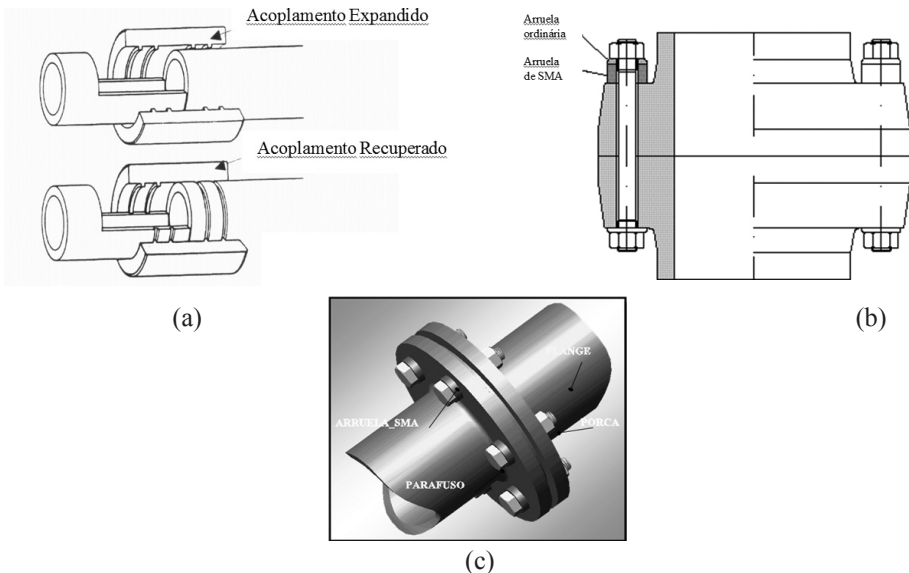 Acoplamento Expandido
Acoplamento Recuperado
(a)
Arruela
ordinária
Arruela
de SMA
(b)
ARRUELA_SMA
PORCA
PARAFUSO
(c)